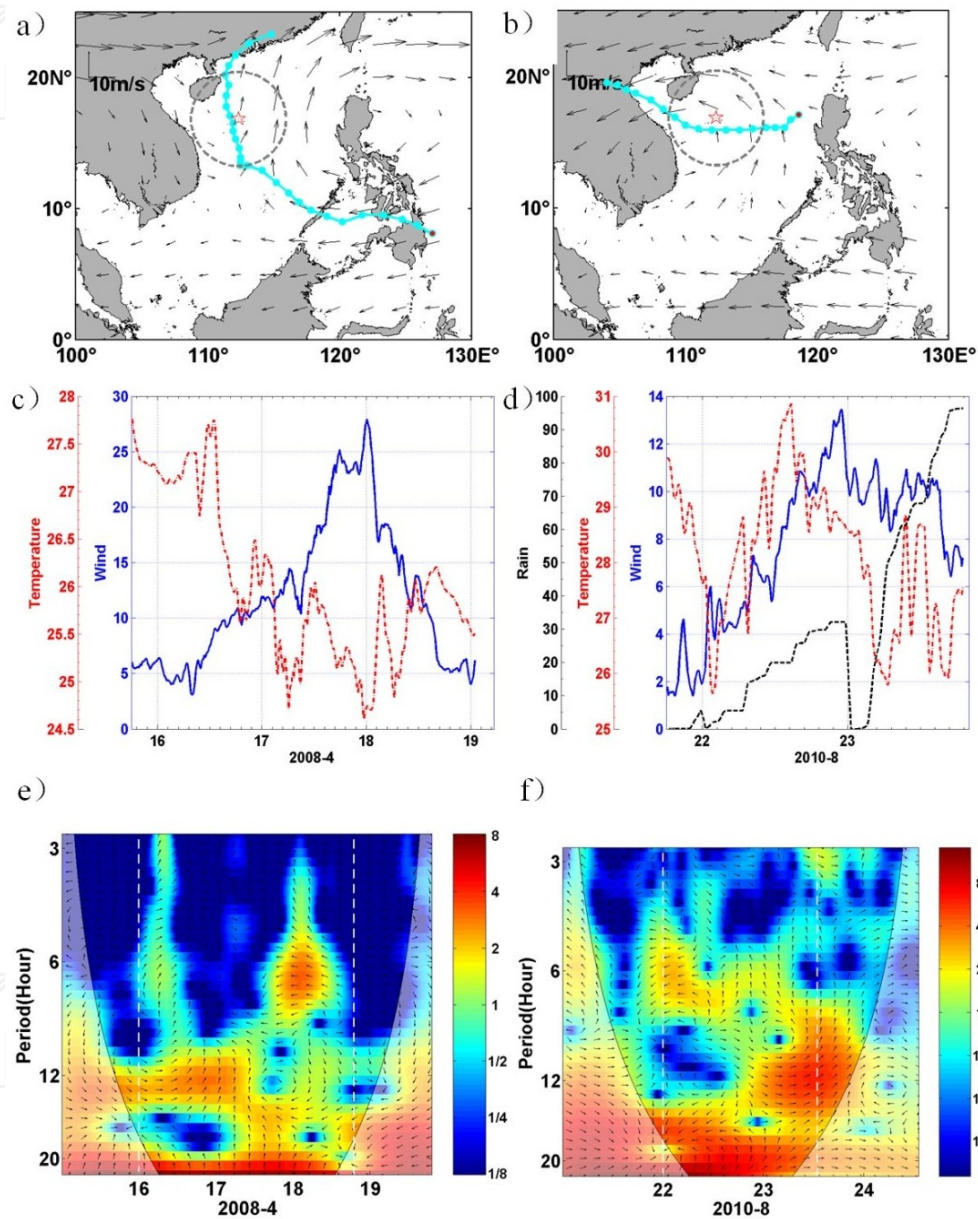 a)
20N°
10m/s
10°
0°
100° 110° 120° 130E°
b)
20N°
10m/s
10°
0°
100° 110° 120° 130E°
c)
28
27.5
27
26.5
26
25.5
25
24.5
Temperature
30
25
20
15
10
5
0
Wind
16 17 18 19
2008-4
d)
100
90
80
70
60
50
40
30
20
10
0
Rain
31
30
29
28
27
26
25
Temperature
14
12
10
8
6
4
2
0
Wind
22 23
2010-8
e)
3
6
12
20
Period(Hour)
16 17 18 19
2008-4
8
4
2
1
1/2
1/4
1/8
f)
3
6
12
20
Period(Hour)
22 23 24
2010-8